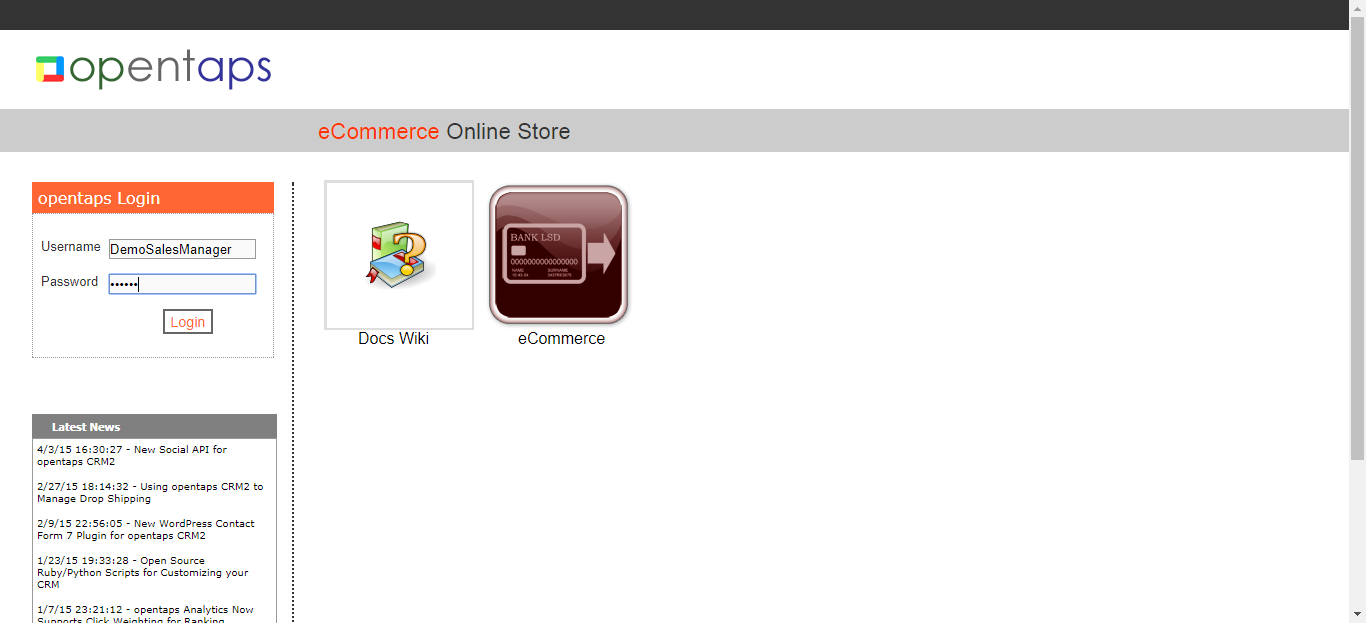 opentaps
eCommerce Online Store
opentaps Login
Username DemoSalesManager
Password ••••••
Login
BANK LSD
0000000000000000
NAME SURNAME
Docs Wiki
eCommerce
Latest News
4/3/15 16:30:27 - New Social API for
opentaps CRM2
2/27/15 18:14:32 - Using opentaps CRM2 to
Manage Drop Shipping
2/9/15 22:56:05 - New WordPress Contact
Form 7 Plugin for opentaps CRM2
1/23/15 19:33:28 - Open Source
Ruby/Python Scripts for Customizing your
CRM
1/7/15 23:21:12 - opentaps Analytics Now
Supports Click Weighting for Ranking